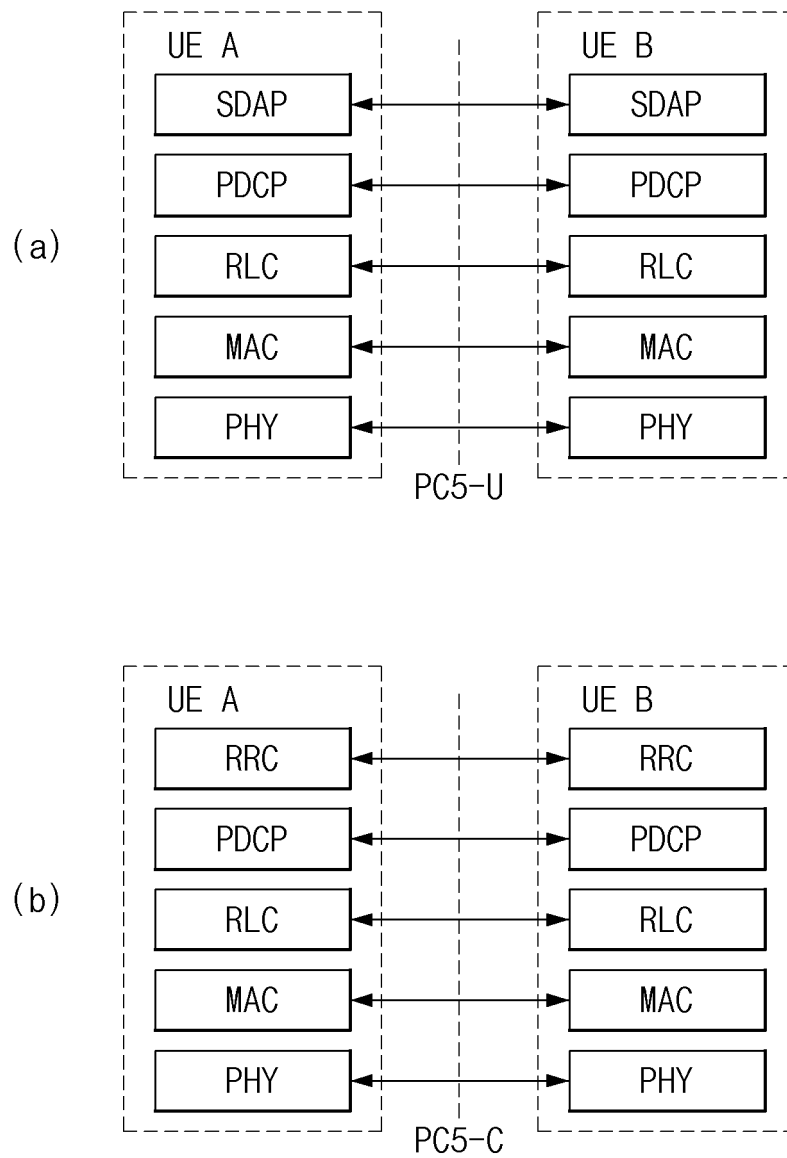 UE A UE B
SDAP SDAP
PDCP PDCP
(a)
RLC RLC
MAC MAC
PHY PHY
PC5-U
UE A UE B
RRC RRC
PDCP PDCP
(b)
RLC RLC
MAC MAC
PHY PHY
PC5-C